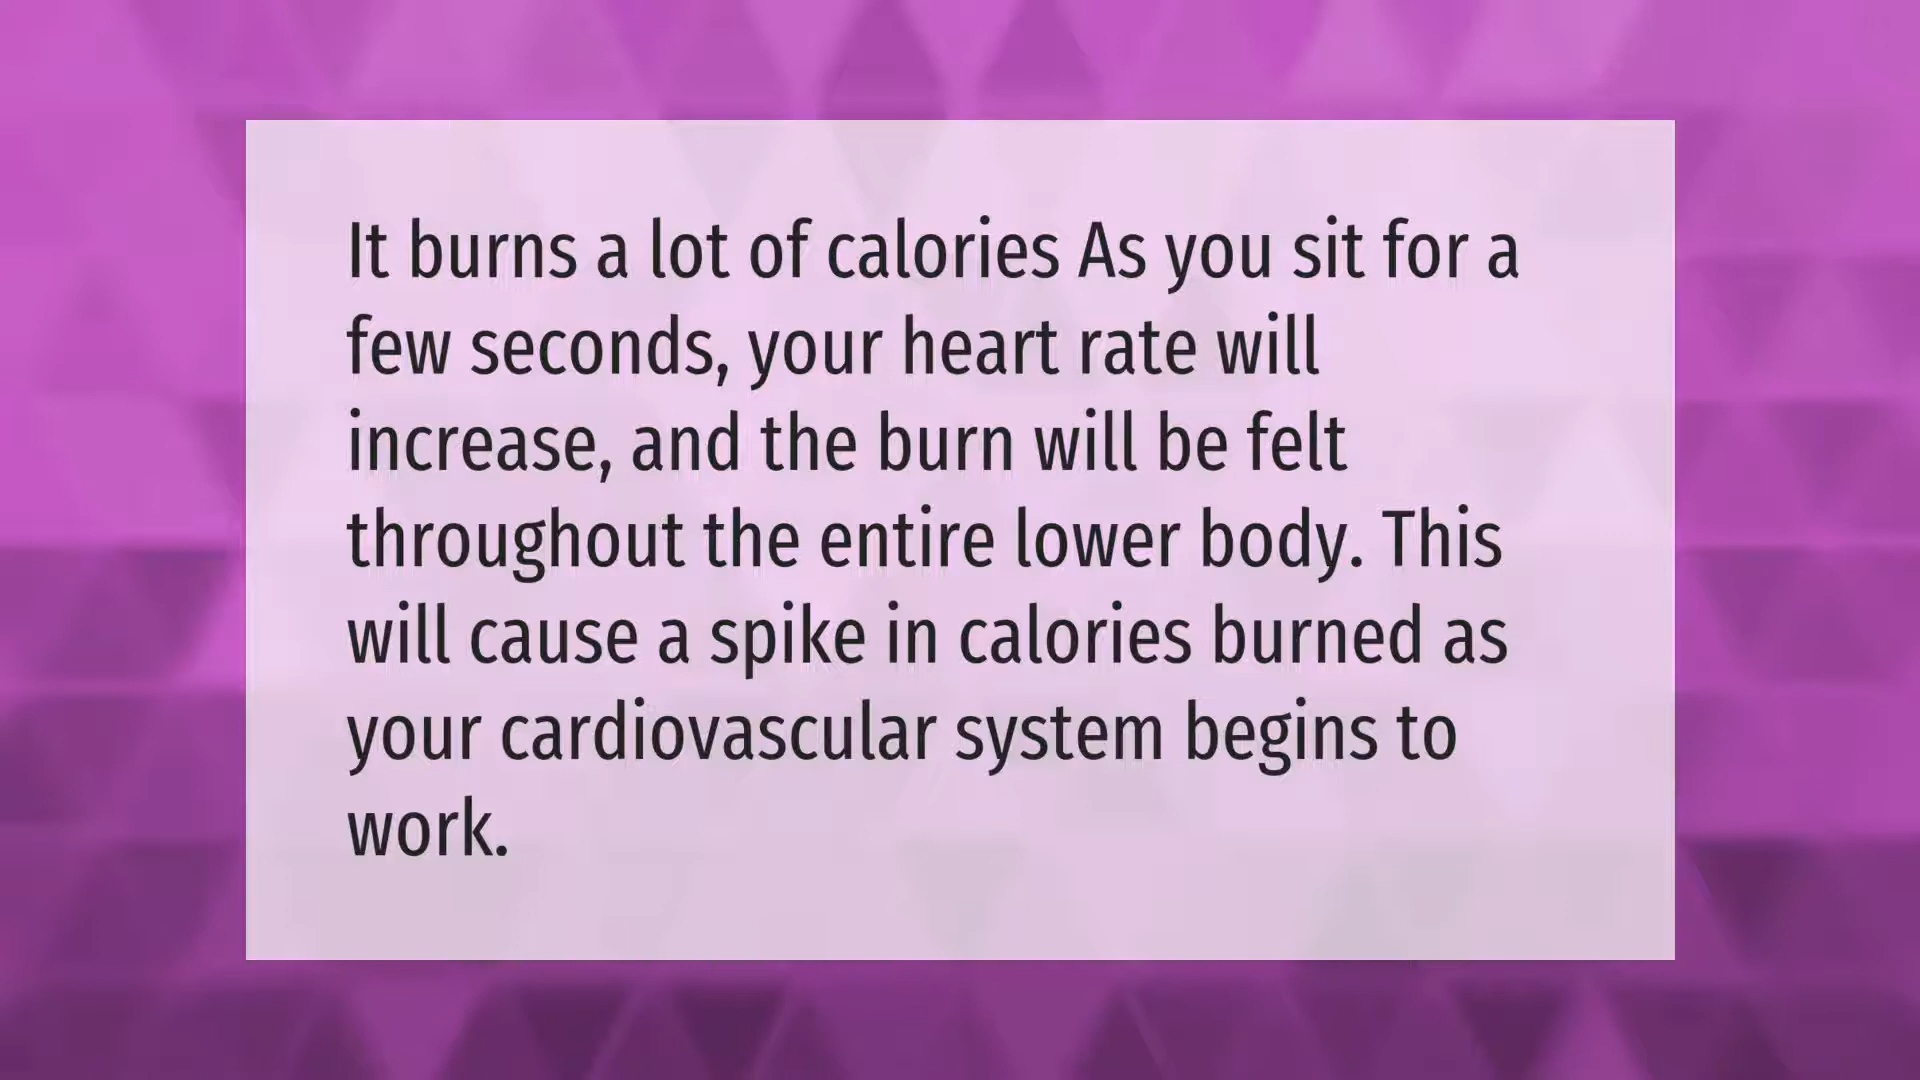 It burns a lot of calories As you sit for a
few seconds, your heart rate will
increase, and the burn will be felt
throughout the entire lower body. This
will cause a spike in calories burned as
your cardiovascular system begins to
work.